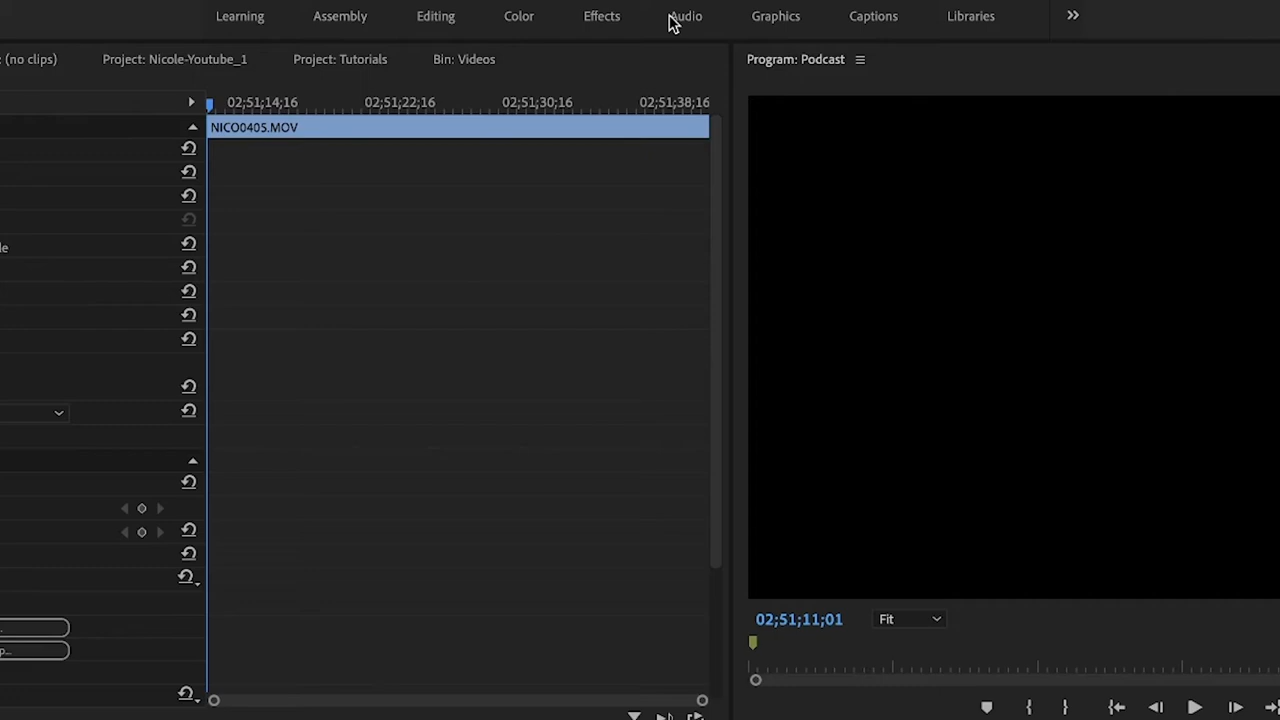 Learning Assembly Editing Color Effects Audio Graphics Captions Libraries
: (no clips) Project: Nicole-Youtube_1 Project: Tutorials Bin: Videos Program: Podcast
02;51;14;16 02;51;22;16 02;51;30;16 02;51;38;16
NICO0405.MOV
le
02;51;11;01 Fit